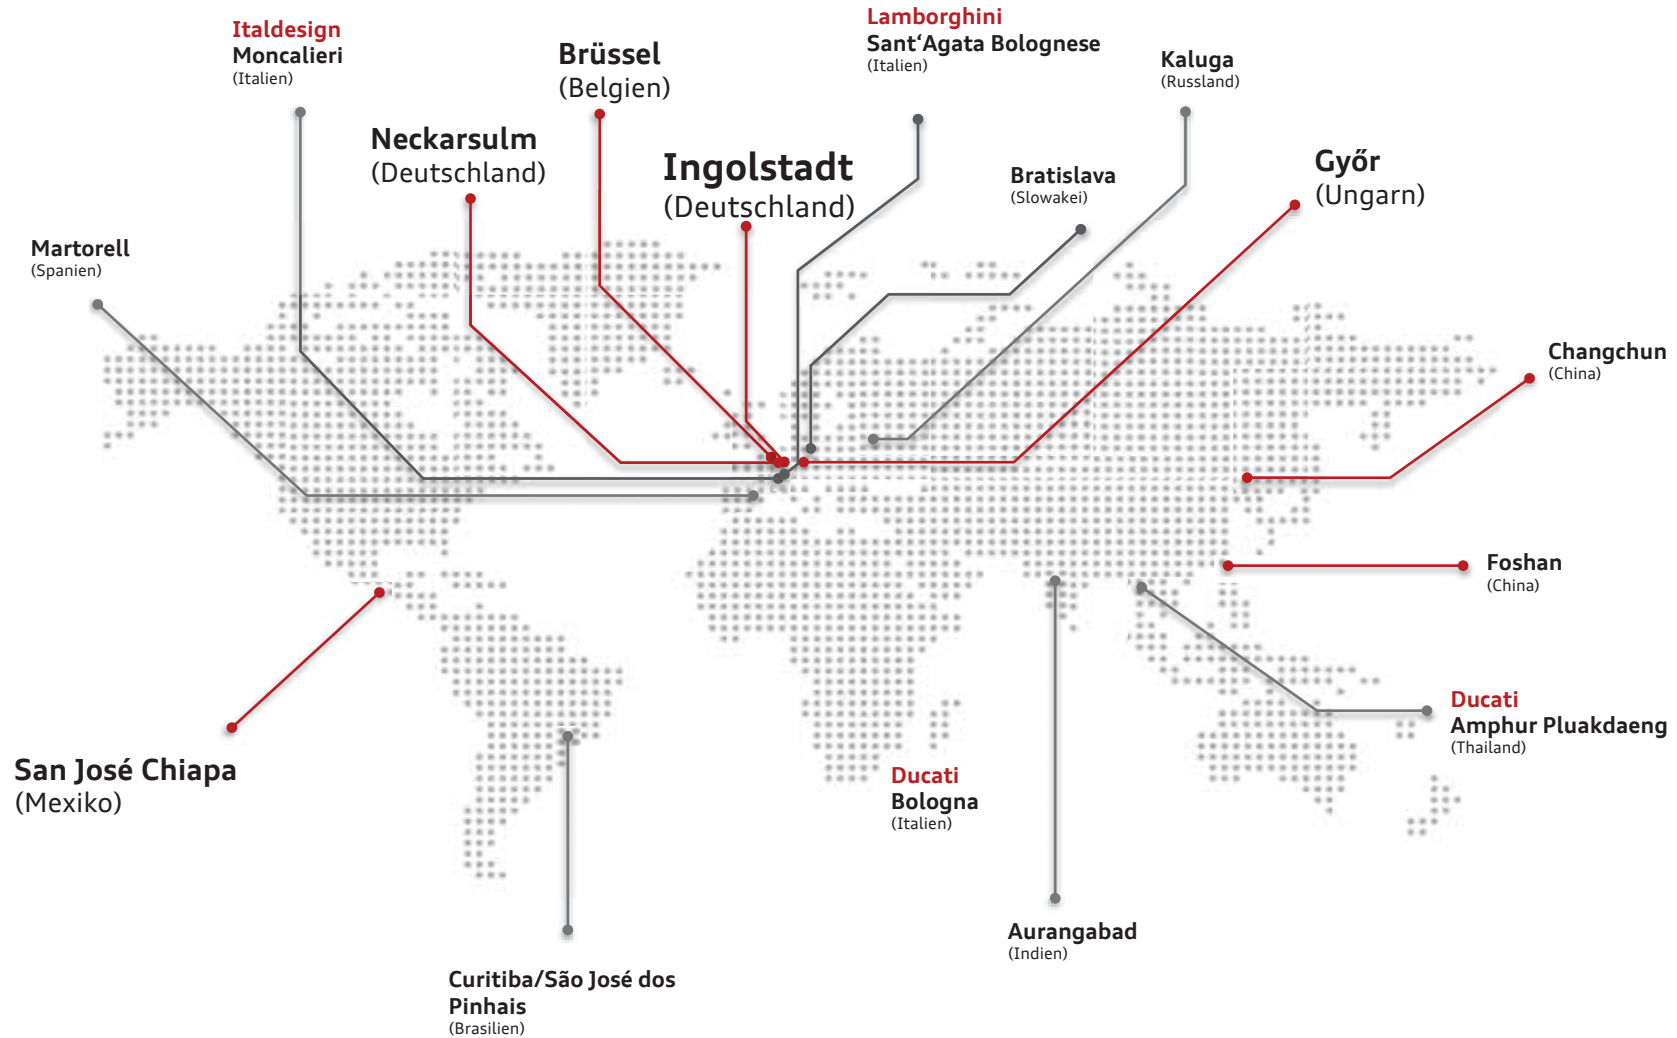 Italdesign
Moncalieri
(Italien)
Brüssel
(Belgien)
Lamborghini
Sant‘Agata Bolognese
(Italien)
Kaluga
(Russland)
Neckarsulm
(Deutschland)
Ingolstadt
(Deutschland)
Bratislava
(Slowakei)
Győr
(Ungarn)
Martorell
(Spanien)
Changchun
(China)
Foshan
(China)
Ducati
Amphur Pluakdaeng
(Thailand)
San José Chiapa
(Mexiko)
Ducati
Bologna
(Italien)
Aurangabad
(Indien)
Curitiba/São José dos
Pinhais
(Brasilien)